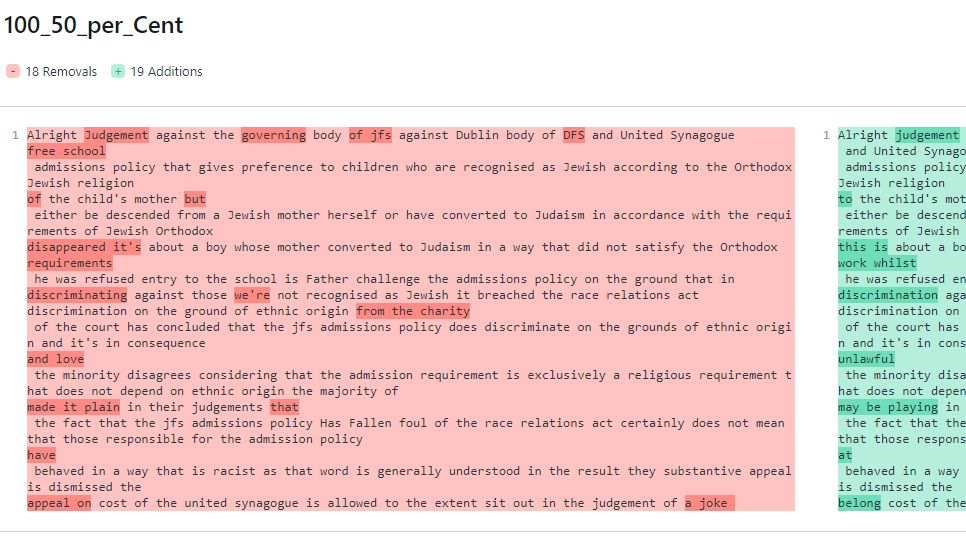 100_50_per_Cent
- 18 Removals + 19 Additions
1 Alright Judgement against the governing body of jfs against Dublin body of DFS and United Synagogue
free school
admissions policy that gives preference to children who are recognised as Jewish according to the Orthodox
Jewish religion
of the child's mother but
either be descended from a Jewish mother herself or have converted to Judaism in accordance with the requi
rements of Jewish Orthodox
disappeared it's about a boy whose mother converted to Judaism in a way that did not satisfy the Orthodox
requirements
he was refused entry to the school is Father challenge the admissions policy on the ground that in
discriminating against those we're not recognised as Jewish it breached the race relations act
discrimination on the ground of ethnic origin from the charity
of the court has concluded that the jfs admissions policy does discriminate on the grounds of ethnic origi
n and it's in consequence
and love
the minority disagrees considering that the admission requirement is exclusively a religious requirement t
hat does not depend on ethnic origin the majority of
made it plain in their judgements that
the fact that the jfs admissions policy Has Fallen foul of the race relations act certainly does not mean
that those responsible for the admission policy
have
behaved in a way that is racist as that word is generally understood in the result they substantive appeal
is dismissed the
appeal on cost of the united synagogue is allowed to the extent sit out in the judgement of a joke
1 Alright judgement
and United Synago
admissions policy
Jewish religion
to the child's mot
either be descend
rements of Jewish
this is about a bo
work whilst
he was refused en
discrimination aga
discrimination on
of the court has
n and it's in cons
unlawful
the minority disa
hat does not depen
may be playing in
the fact that the
that those respons
at
behaved in a way
is dismissed the
belong cost of the